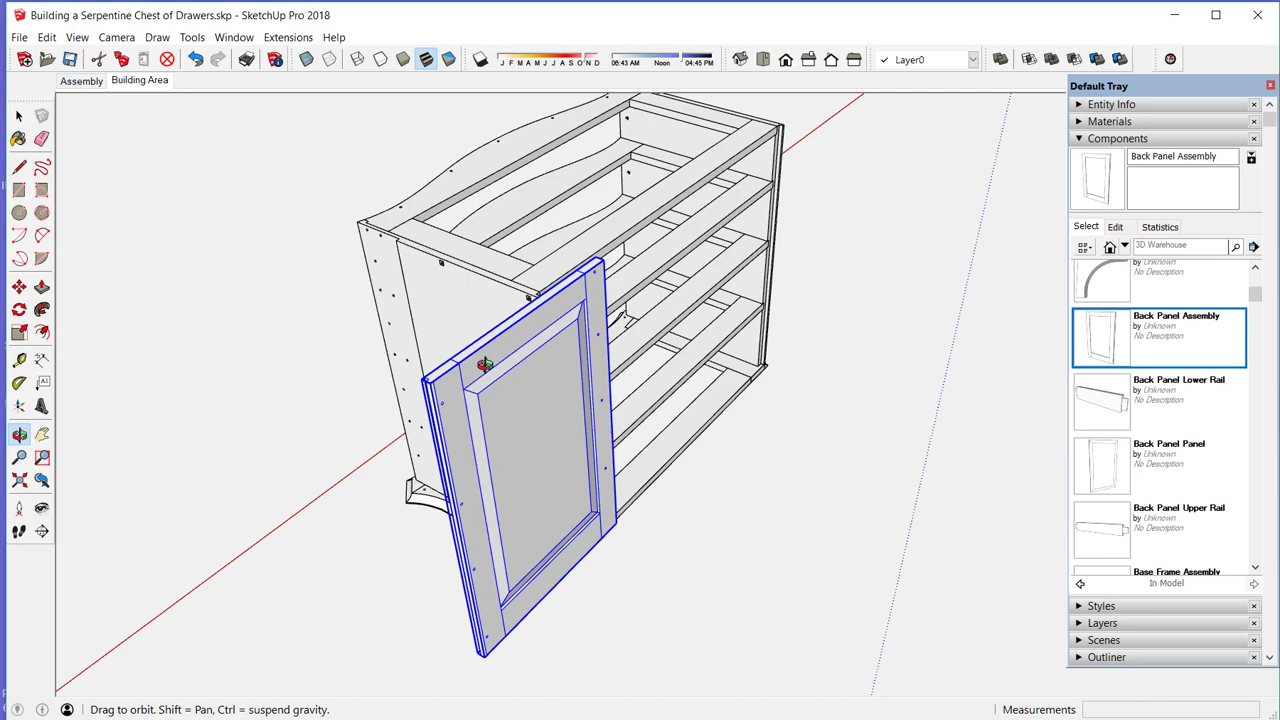 Building a Serpentine Chest of Drawers.skp - SketchUp Pro 2018
File Edit View Camera Draw Tools Window Extensions Help
J F M A M J J A S O N D
06:43 AM Noon 04:45 PM
Layer0
Assembly Building Area
Default Tray
Entity Info
Materials
Components
Back Panel Assembly
Select Edit Statistics
3D Warehouse
by Unknown
No Description
Back Panel Assembly
by Unknown
No Description
Back Panel Lower Rail
by Unknown
No Description
Back Panel Panel
by Unknown
No Description
Back Panel Upper Rail
by Unknown
No Description
Base Frame Assembly
In Model
Styles
Layers
Scenes
Outliner
Drag to orbit. Shift = Pan, Ctrl = suspend gravity.
Measurements